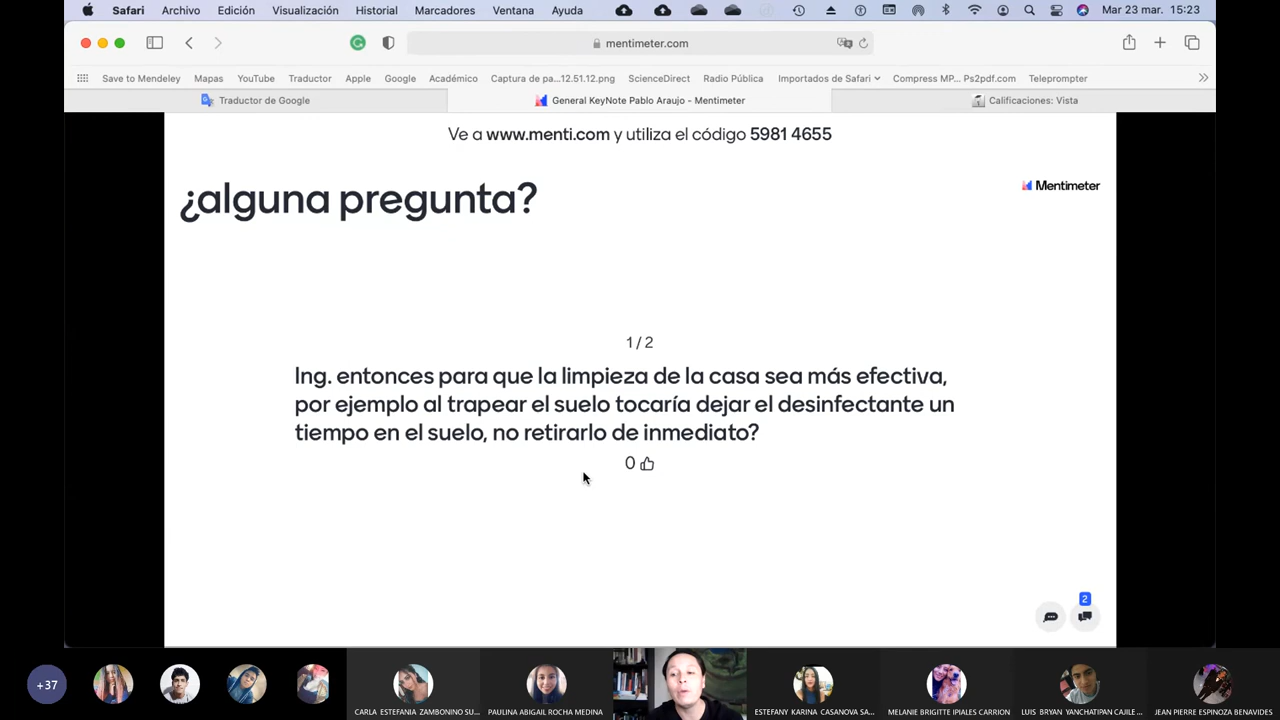 Safari Archivo Edición Visualización Historial Marcadores Ventana Ayuda Mar 23 mar. 15:23
mentimeter.com
Save to Mendeley Mapas YouTube Traductor Apple Google Académico Captura de pa...12.51.12.png ScienceDirect Radio Pública Importados de Safari Compress MP... Ps2pdf.com Teleprompter
Traductor de Google General KeyNote Pablo Araujo - Mentimeter Calificaciones: Vista
Ve a www.menti.com y utiliza el código 5981 4655
¿alguna pregunta?
Mentimeter
1 / 2
Ing. entonces para que la limpieza de la casa sea más efectiva,
por ejemplo al trapear el suelo tocaría dejar el desinfectante un
tiempo en el suelo, no retirarlo de inmediato?
0
2
+37
CARLA ESTEFANIA ZAMBONINO SU... PAULINA ABIGAIL ROCHA MEDINA ESTEFANY KARINA CASANOVA SA... MELANIE BRIGITTE IPIALES CARRION LUIS BRYAN YANCHATIPAN CAJILE... JEAN PIERRE ESPINOZA BENAVIDES